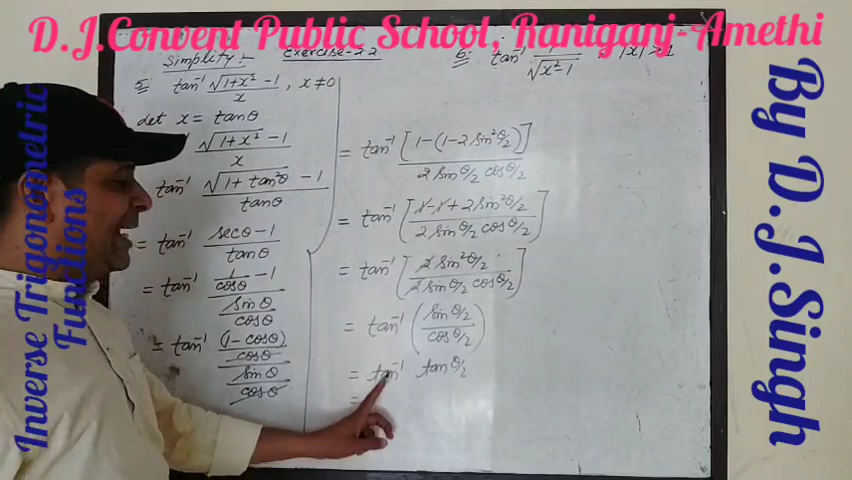 D.J.Convent Public School, Raniganj-Amethi
By D.J.Singh
Inverse Trigonometric
Functions
Simplify :- Exercise-2.2
5. tan⁻¹ (√(1+x²) -1)/x , x ≠ 0
Let x = tanθ
(√(1+x²) -1)/x
tan⁻¹ (√(1+tan²θ) - 1)/tanθ
= tan⁻¹ (secθ-1)/tanθ
= tan⁻¹ (1/cosθ -1)/(sinθ/cosθ)
= tan⁻¹ ((1-cosθ)/cosθ)/(sinθ/cosθ)
6. tan⁻¹ 1/√(x²-1) , |x| > 1
= tan⁻¹ [(1-(1-2sin²θ/2))/(2sinθ/2 cosθ/2)]
= tan⁻¹ [(1-1+2sin²θ/2)/(2sinθ/2 cosθ/2)]
= tan⁻¹ [2sin²θ/2/(2sinθ/2 cosθ/2)]
= tan⁻¹ (sinθ/2/cosθ/2)
= tan⁻¹ tanθ/2
=